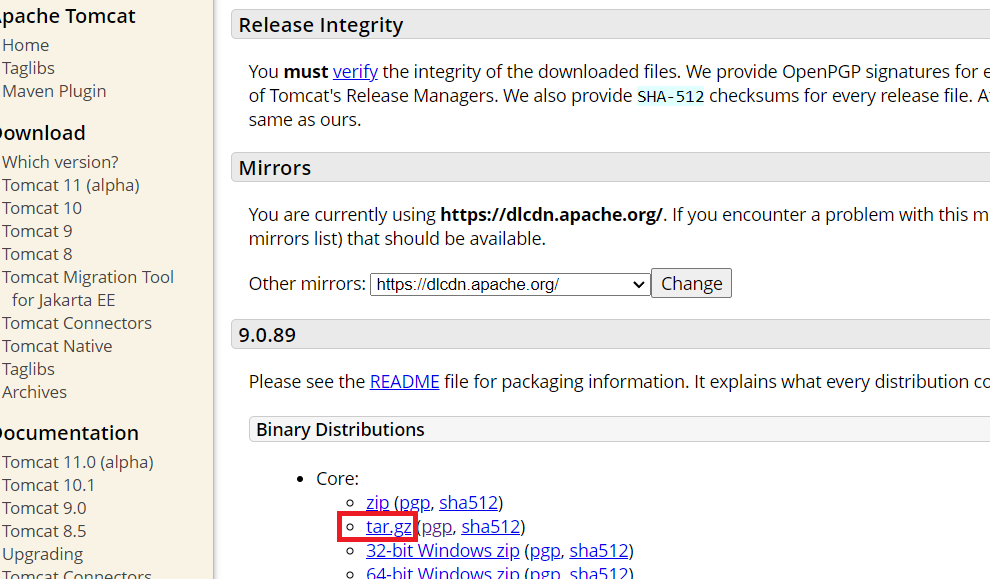 Apache Tomcat
Home
Taglibs
Maven Plugin
Download
Which version?
Tomcat 11 (alpha)
Tomcat 10
Tomcat 9
Tomcat 8
Tomcat Migration Tool
for Jakarta EE
Tomcat Connectors
Tomcat Native
Taglibs
Archives
Documentation
Tomcat 11.0 (alpha)
Tomcat 10.1
Tomcat 9.0
Tomcat 8.5
Upgrading
Tomcat Connectors
Release Integrity
You must verify the integrity of the downloaded files. We provide OpenPGP signatures for e
of Tomcat's Release Managers. We also provide SHA-512 checksums for every release file. Af
same as ours.
Mirrors
You are currently using https://dlcdn.apache.org/. If you encounter a problem with this m
mirrors list) that should be available.
Other mirrors: https://dlcdn.apache.org/ Change
9.0.89
Please see the README file for packaging information. It explains what every distribution co
Binary Distributions
• Core:
○ zip (pgp, sha512)
○ tar.gz (pgp, sha512)
○ 32-bit Windows zip (pgp, sha512)
○ 64-bit Windows zip (pgp, sha512)